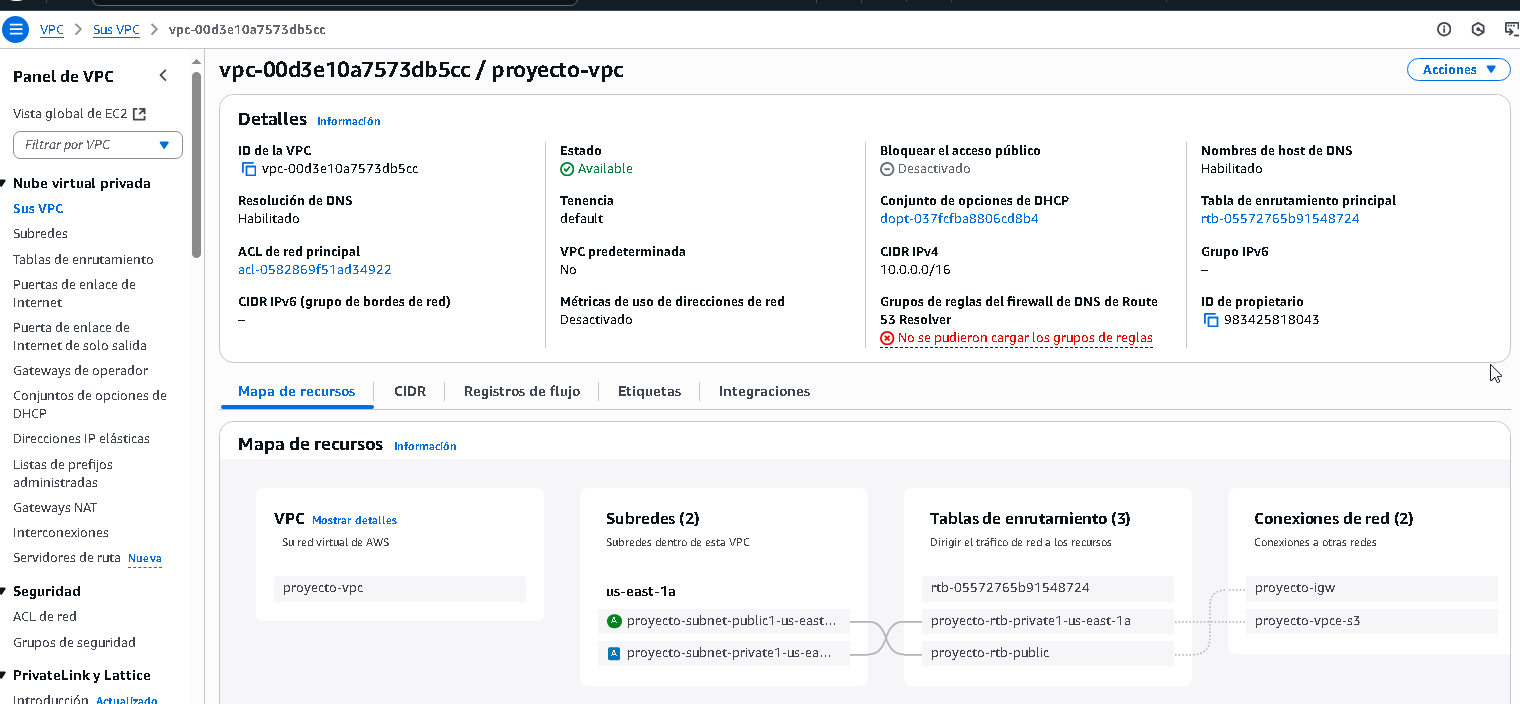 VPC > Sus VPC > vpc-00d3e10a7573db5cc
Panel de VPC
Vista global de EC2
Filtrar por VPC
Nube virtual privada
Sus VPC
Subredes
Tablas de enrutamiento
Puertas de enlace de
Internet
Puerta de enlace de
Internet de solo salida
Gateways de operador
Conjuntos de opciones de
DHCP
Direcciones IP elásticas
Listas de prefijos
administradas
Gateways NAT
Interconexiones
Servidores de ruta Nueva
Seguridad
ACL de red
Grupos de seguridad
PrivateLink y Lattice
Introducción Actualizado
vpc-00d3e10a7573db5cc / proyecto-vpc
Acciones
Detalles Información
ID de la VPC
vpc-00d3e10a7573db5cc
Estado
Available
Bloquear el acceso público
Desactivado
Nombres de host de DNS
Habilitado
Resolución de DNS
Habilitado
Tenencia
default
Conjunto de opciones de DHCP
dopt-037fcfba8806cd8b4
Tabla de enrutamiento principal
rtb-05572765b91548724
ACL de red principal
acl-0582869f51ad34922
VPC predeterminada
No
CIDR IPv4
10.0.0.0/16
Grupo IPv6
–
CIDR IPv6 (grupo de bordes de red)
–
Métricas de uso de direcciones de red
Desactivado
Grupos de reglas del firewall de DNS de Route
53 Resolver
No se pudieron cargar los grupos de reglas
ID de propietario
983425818043
Mapa de recursos
CIDR
Registros de flujo
Etiquetas
Integraciones
Mapa de recursos Información
VPC Mostrar detalles
Su red virtual de AWS
proyecto-vpc
Subredes (2)
Subredes dentro de esta VPC
us-east-1a
A proyecto-subnet-public1-us-east...
A proyecto-subnet-private1-us-ea...
Tablas de enrutamiento (3)
Dirigir el tráfico de red a los recursos
rtb-05572765b91548724
proyecto-rtb-private1-us-east-1a
proyecto-rtb-public
Conexiones de red (2)
Conexiones a otras redes
proyecto-igw
proyecto-vpce-s3